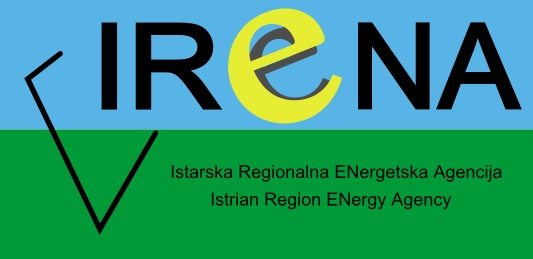 IReNA
Istarska Regionalna ENergetska Agencija
Istrian Region ENergy Agency